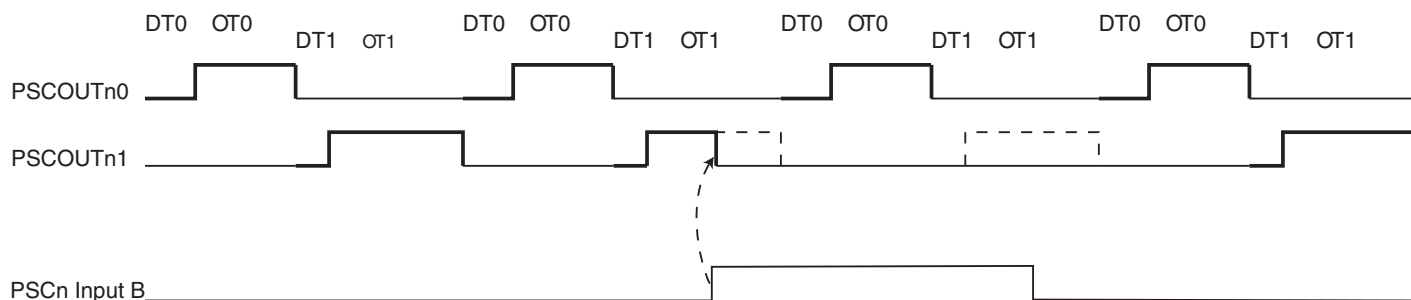 DT0 OT0 DT0 OT0 DT0 OT0 DT0 OT0
DT1 OT1 DT1 OT1 DT1 OT1 DT1 OT1
PSCOUTn0
PSCOUTn1
PSCn Input B